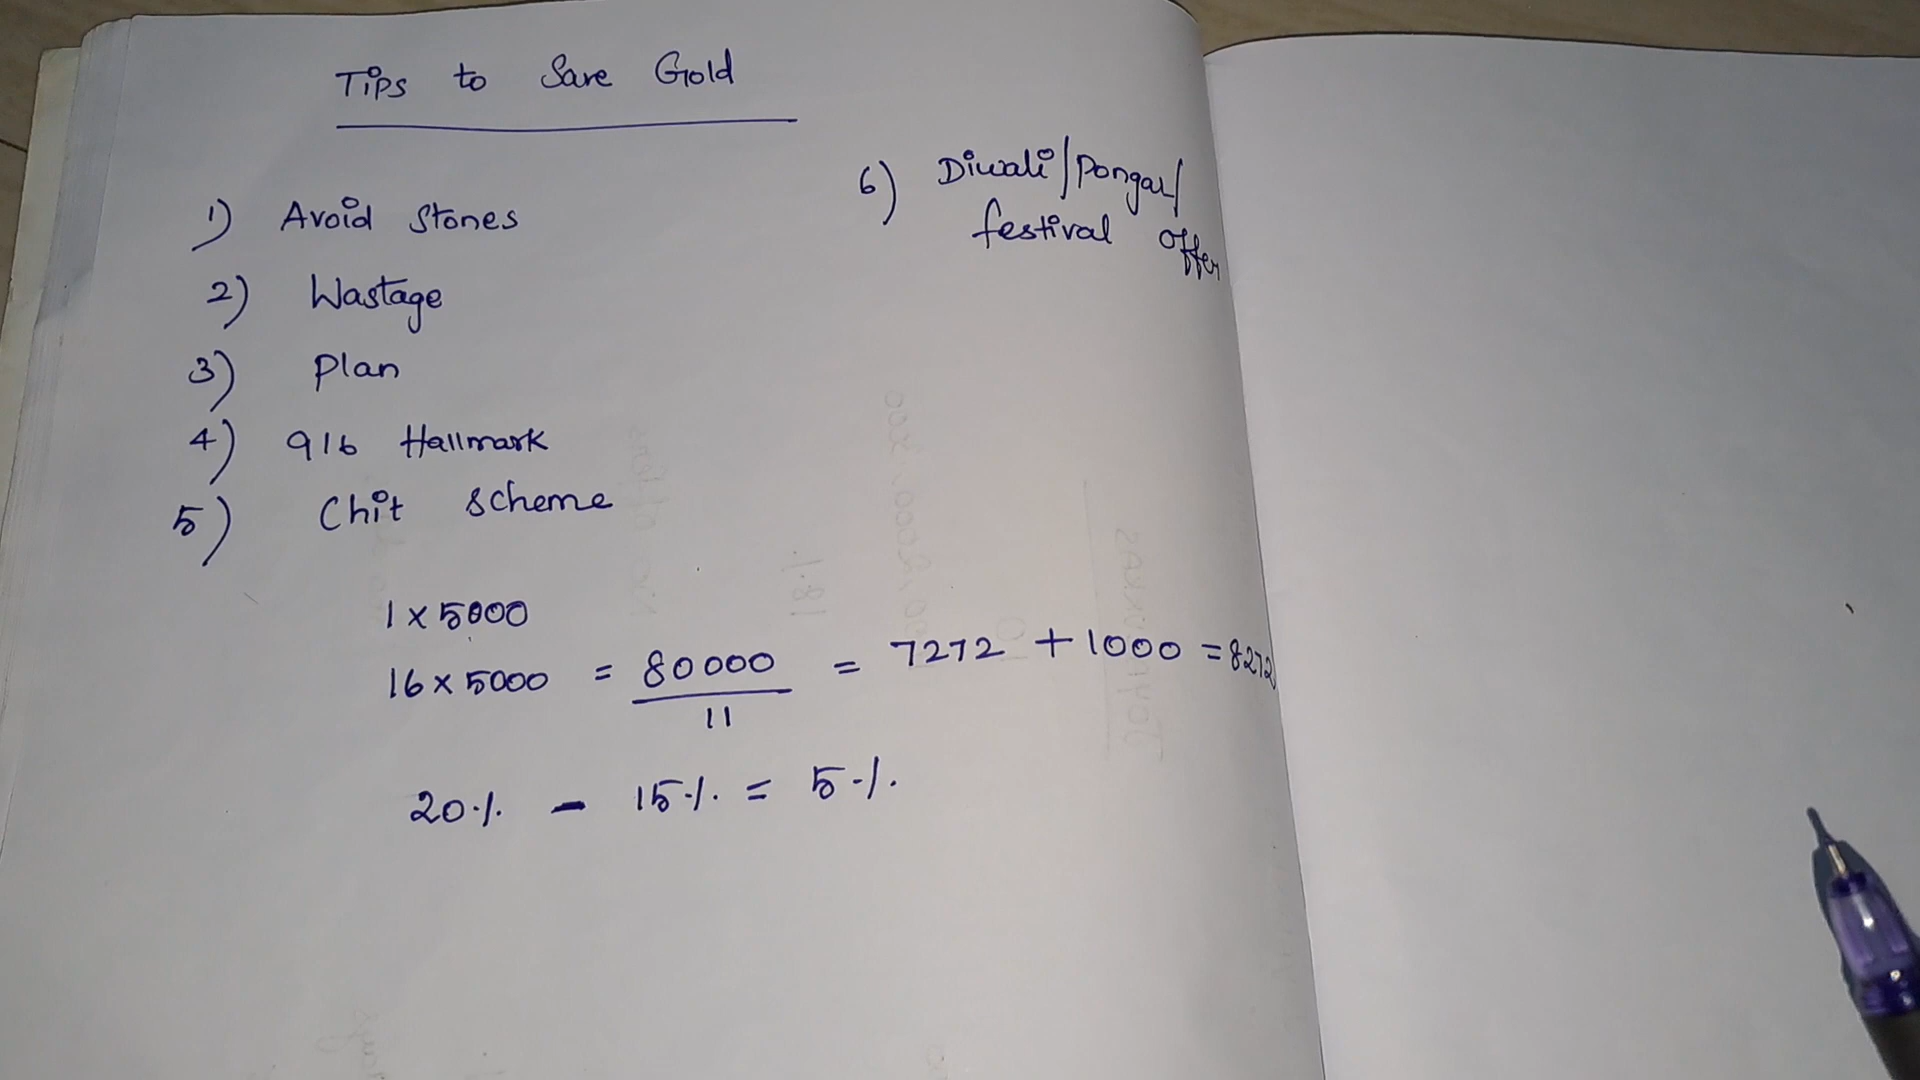 Tips to Save Gold
1) Avoid Stones
2) Wastage
3) Plan
4) 916 Hallmark
5) Chit scheme
1 x 5000
16 x 5000 = 80000 / 11 = 7272 + 1000 = 8272
20% - 15% = 5%
6) Diwali/Pongal/
festival offer